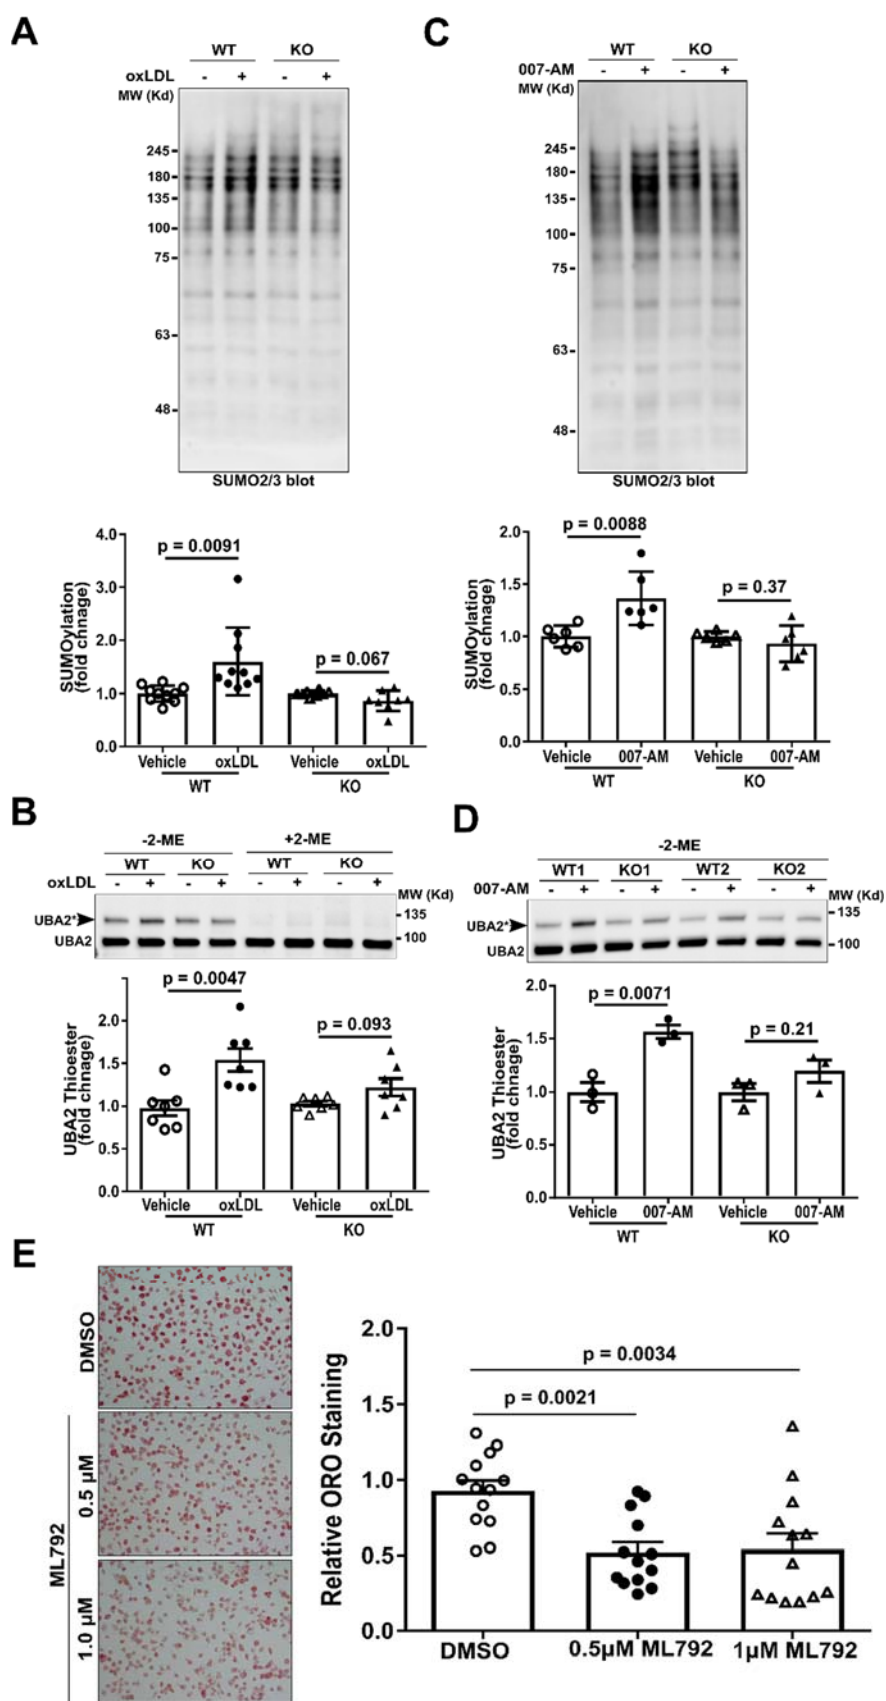 A
WT KO
oxLDL - + - +
MW (Kd)
245
180
135
100
75
63
48
SUMO2/3 blot
4.0
3.0
2.0
1.0
0.0
SUMOylation
(fold chnage)
p = 0.0091
p = 0.067
Vehicle oxLDL Vehicle oxLDL
WT KO
B
-2-ME +2-ME
WT KO WT KO
oxLDL - + - + - + - +
MW (Kd)
UBA2*
135
UBA2
100
2.0
1.5
1.0
0.5
0.0
UBA2 Thioester
(fold chnage)
p = 0.0047
p = 0.093
Vehicle oxLDL Vehicle oxLDL
WT KO
C
WT KO
007-AM - + - +
MW (Kd)
245
180
135
100
75
63
48
SUMO2/3 blot
2.0
1.5
1.0
0.5
0.0
SUMOylation
(fold chnage)
p = 0.0088
p = 0.37
Vehicle 007-AM Vehicle 007-AM
WT KO
D
-2-ME
WT1 KO1 WT2 KO2
007-AM - + - + - + - +
MW (Kd)
UBA2*
135
UBA2
100
2.0
1.5
1.0
0.5
0.0
UBA2 Thioester
(fold chnage)
p = 0.0071
p = 0.21
Vehicle 007-AM Vehicle 007-AM
WT KO
E
DMSO
ML792
0.5 µM
1.0 µM
2.0
1.5
1.0
0.5
0.0
Relative ORO Staining
p = 0.0034
p = 0.0021
DMSO 0.5µM ML792 1µM ML792